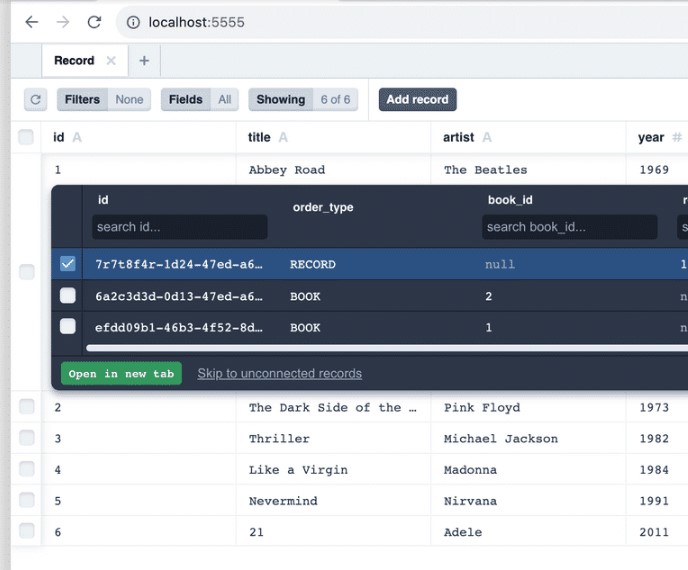 localhost:5555
Record
Filters None Fields All Showing 6 of 6 Add record
id A title A artist A year #
1 Abbey Road The Beatles 1969
id order_type book_id r
search id... search book_id... s
7r7t8f4r-1d24-47ed-a6… RECORD null 1
6a2c3d3d-0d13-47ed-a6… BOOK 2 n
efdd09b1-46b3-4f52-8d… BOOK 1 n
Open in new tab Skip to unconnected records
2 The Dark Side of the … Pink Floyd 1973
3 Thriller Michael Jackson 1982
4 Like a Virgin Madonna 1984
5 Nevermind Nirvana 1991
6 21 Adele 2011